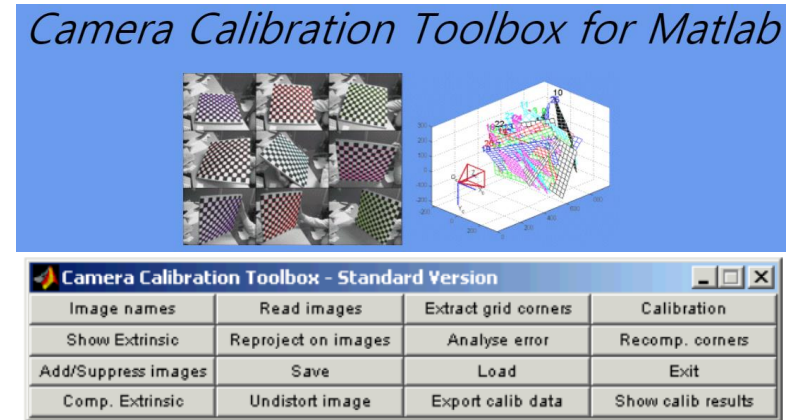 Camera Calibration Toolbox for Matlab
Camera Calibration Toolbox - Standard Version
Image names Read images Extract grid corners Calibration
Show Extrinsic Reproject on images Analyse error Recomp. corners
Add/Suppress images Save Load Exit
Comp. Extrinsic Undistort image Export calib data Show calib results